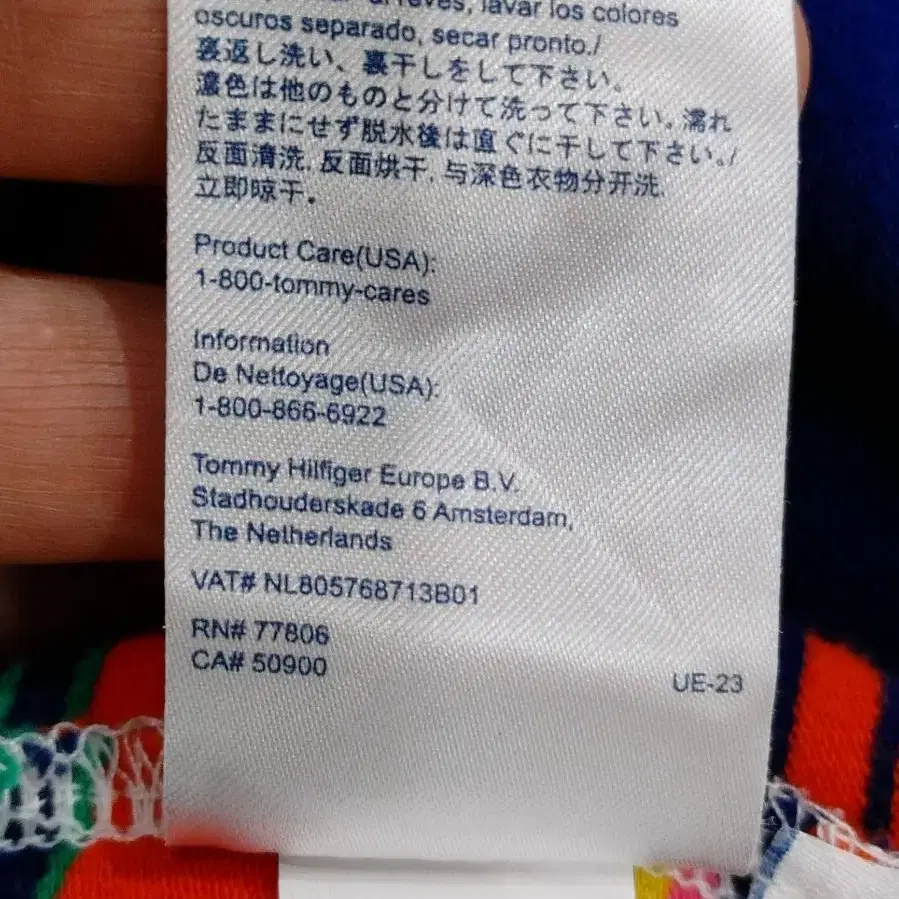 reves, lavar los colores
oscuros separado, secar pronto./
裏返し洗い、裏干しをして下さい。
濃色は他のものと分けて洗って下さい。濡れ
たままにせず脱水後は直ぐに干して下さい。/
反面清洗, 反面烘干, 与深色衣物分开洗,
立即晾干。
Product Care(USA):
1-800-tommy-cares
Information
De Nettoyage(USA):
1-800-866-6922
Tommy Hilfiger Europe B.V.
Stadhouderskade 6 Amsterdam,
The Netherlands
VAT# NL805768713B01
RN# 77806
CA# 50900
UE-23